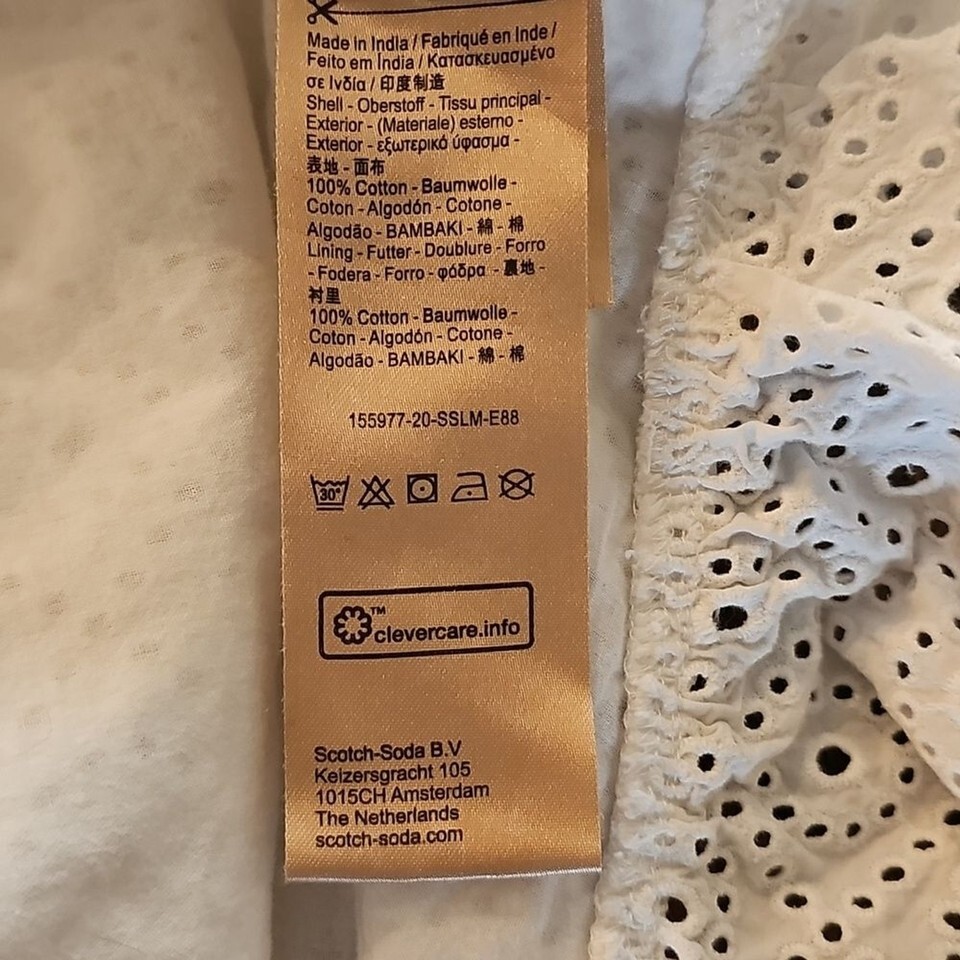 Made in India / Fabriqué en Inde /
Feito em India / Κατασκευασμένο
σε Ινδία / 印度制造
Shell - Oberstoff - Tissu principal -
Exterior - (Materiale) esterno -
Exterior - εξωτερικό ύφασμα -
表地 - 面布
100% Cotton - Baumwolle -
Coton - Algodón - Cotone -
Algodão - BAMBAKI - 綿 - 棉
Lining - Futter - Doublure - Forro
- Fodera - Forro - φόδρα - 裏地 -
衬里
100% Cotton - Baumwolle -
Coton - Algodón - Cotone -
Algodão - BAMBAKI - 綿 - 棉
155977-20-SSLM-E88
30°
™
clevercare.info
Scotch-Soda B.V
Keizersgracht 105
1015CH Amsterdam
The Netherlands
scotch-soda.com